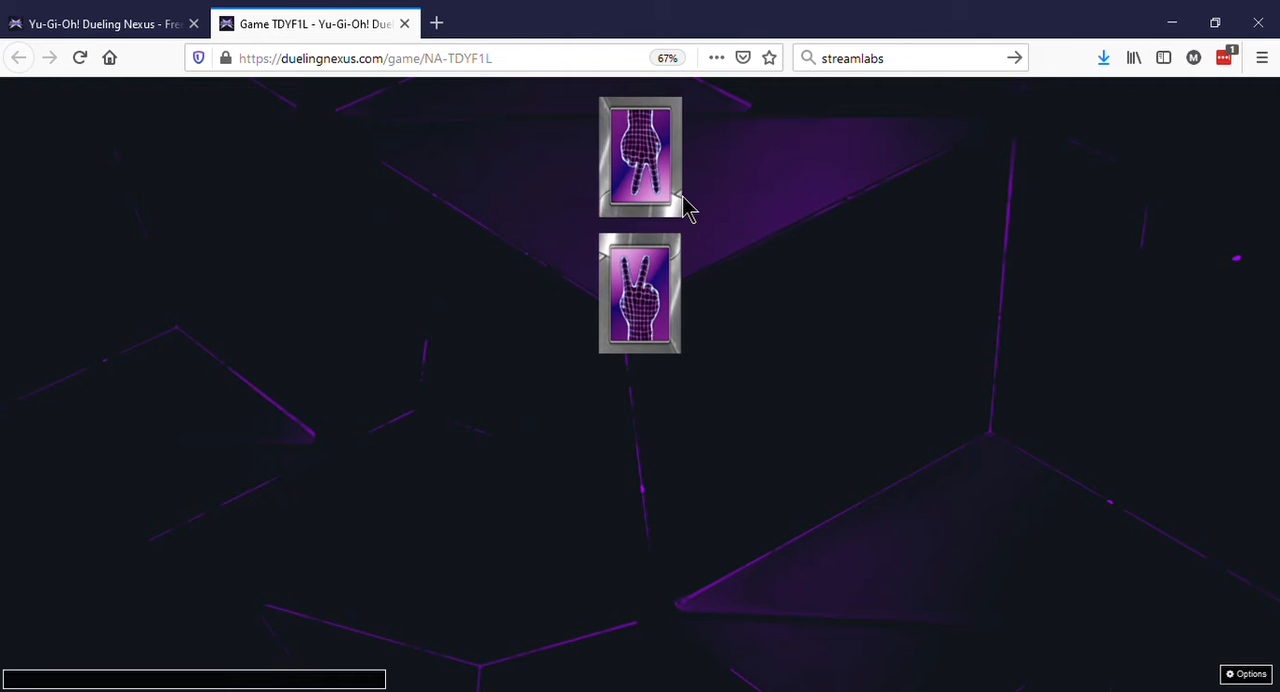 Yu-Gi-Oh! Dueling Nexus - Fre
Game TDYF1L - Yu-Gi-Oh! Due
https://duelingnexus.com/game/NA-TDYF1L
67%
streamlabs
M
1
Options